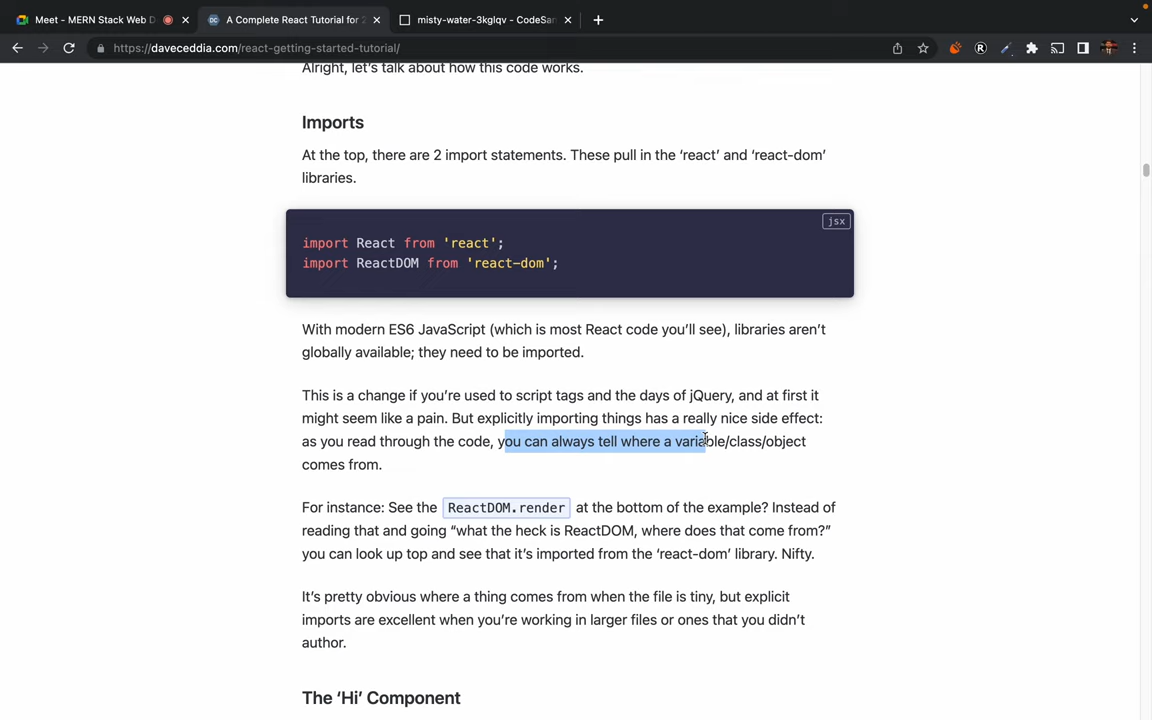 Meet - MERN Stack Web D
A Complete React Tutorial for 2
misty-water-3kglqv - CodeSan
https://daveceddia.com/react-getting-started-tutorial/
Alright, let's talk about how this code works.
Imports
At the top, there are 2 import statements. These pull in the ‘react’ and ‘react-dom’
libraries.
jsx
import React from 'react';
import ReactDOM from 'react-dom';
With modern ES6 JavaScript (which is most React code you’ll see), libraries aren’t
globally available; they need to be imported.
This is a change if you’re used to script tags and the days of jQuery, and at first it
might seem like a pain. But explicitly importing things has a really nice side effect:
as you read through the code, you can always tell where a variable/class/object
comes from.
For instance: See the ReactDOM.render at the bottom of the example? Instead of
reading that and going “what the heck is ReactDOM, where does that come from?”
you can look up top and see that it’s imported from the ‘react-dom’ library. Nifty.
It’s pretty obvious where a thing comes from when the file is tiny, but explicit
imports are excellent when you’re working in larger files or ones that you didn’t
author.
The ‘Hi’ Component